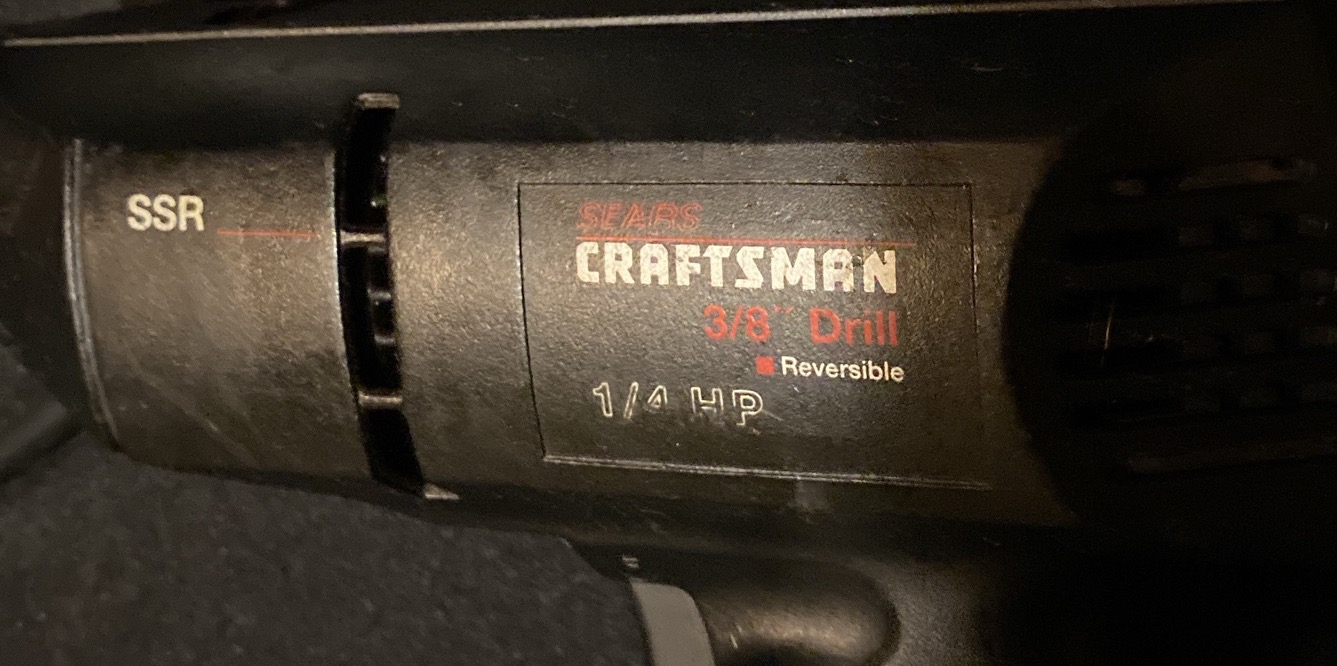 SSR
SEARS
CRAFTSMAN
3/8" Drill
Reversible
1/4 HP